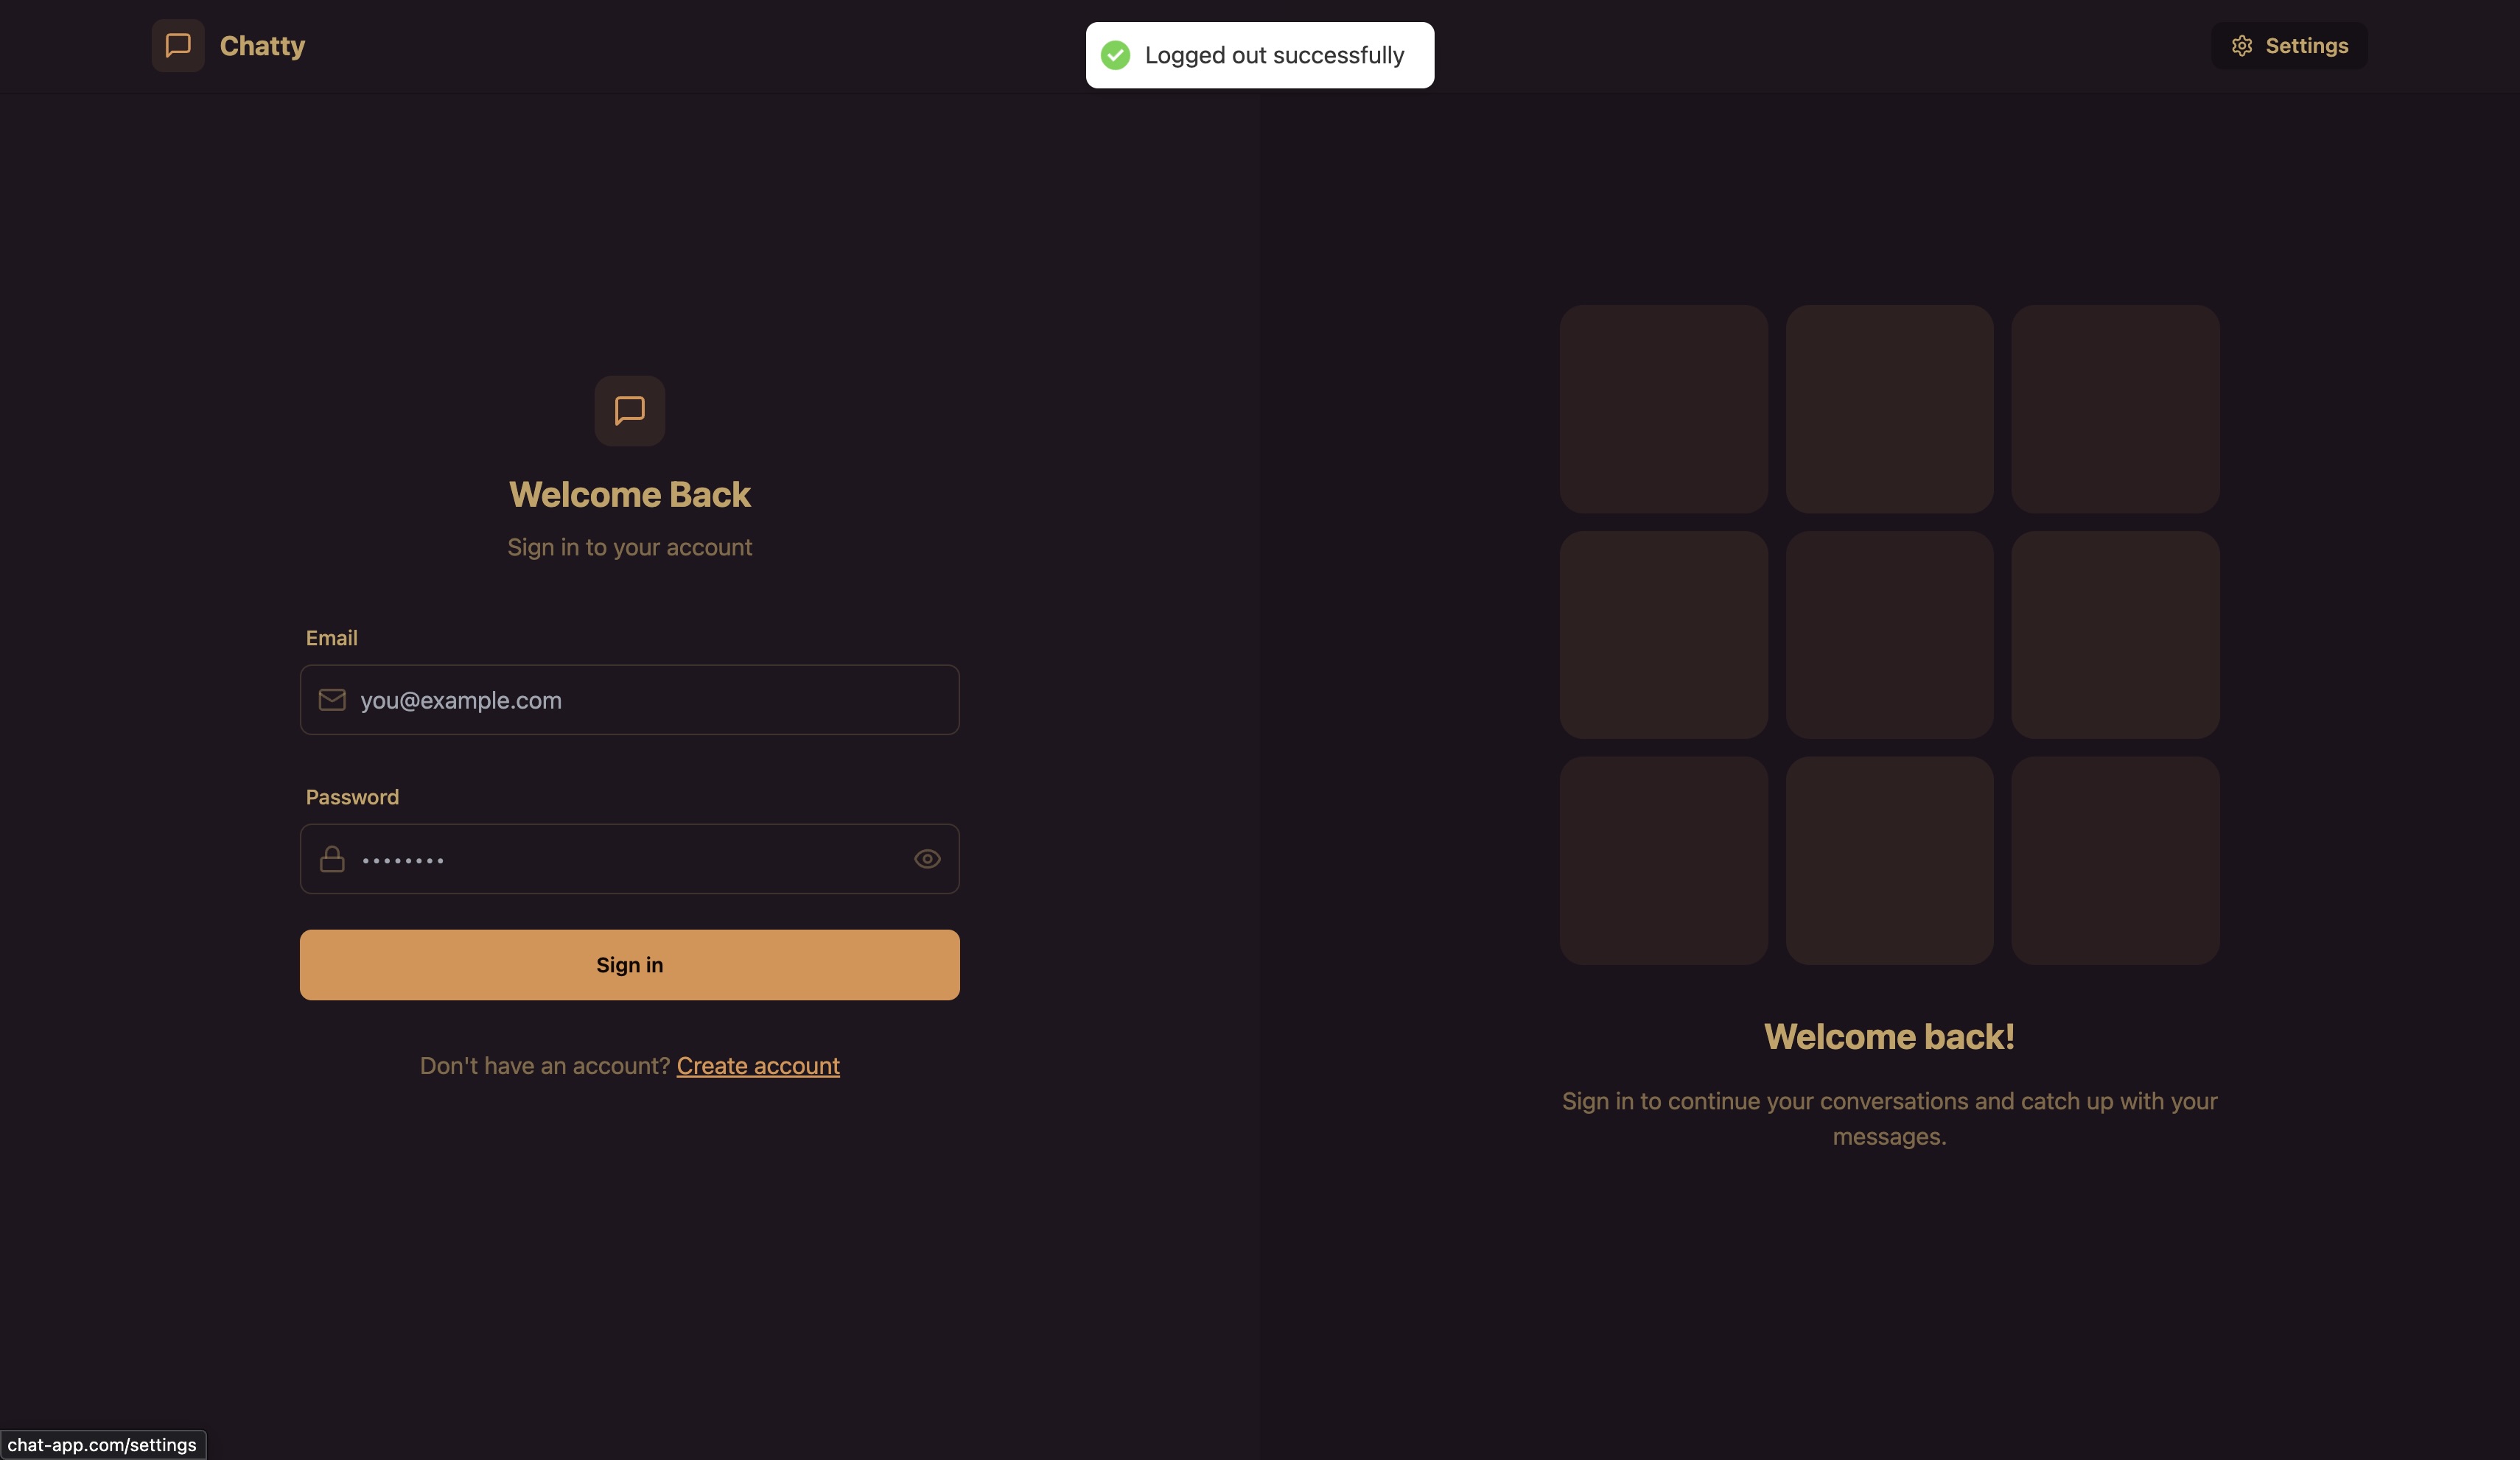 Chatty
Logged out successfully
Settings
Welcome Back
Sign in to your account
Email
you@example.com
Password
••••••••
Sign in
Don't have an account? Create account
Welcome back!
Sign in to continue your conversations and catch up with your
messages.
chat-app.com/settings